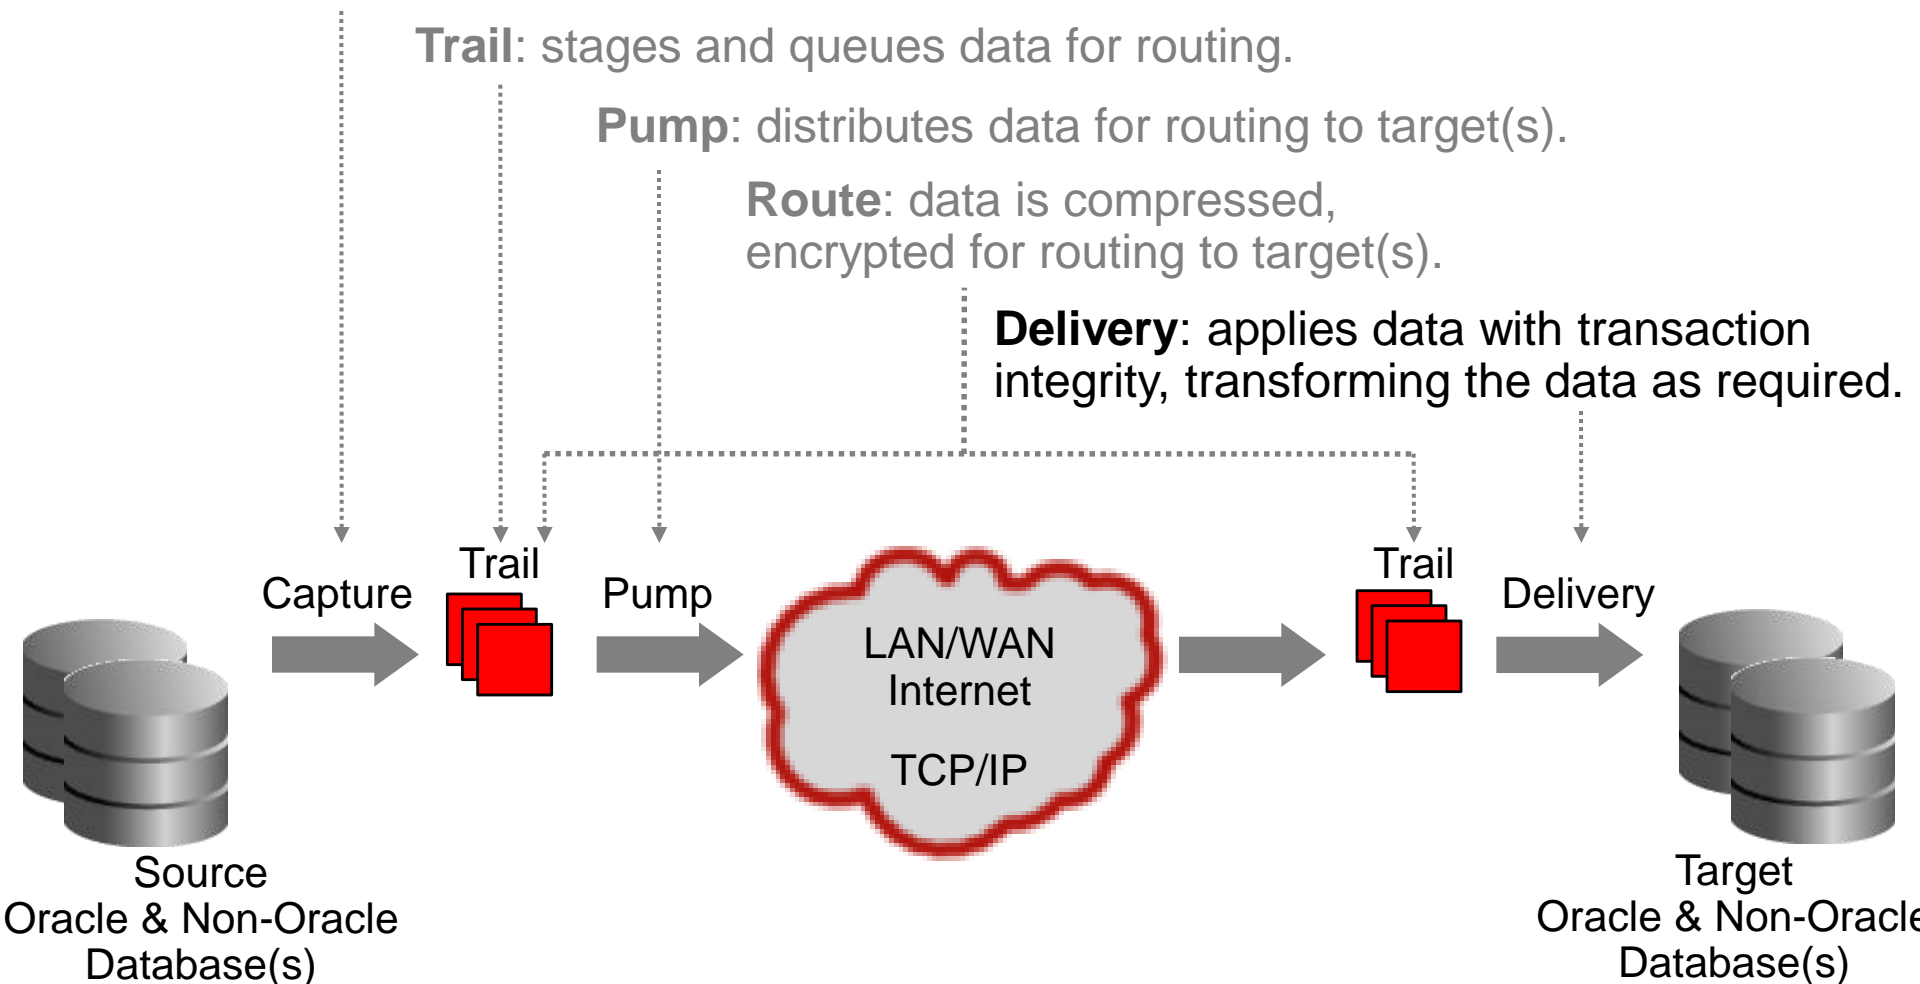 Trail: stages and queues data for routing.
Pump: distributes data for routing to target(s).
Route: data is compressed,
encrypted for routing to target(s).
Delivery: applies data with transaction
integrity, transforming the data as required.
Capture
Trail
Pump
LAN/WAN
Internet
TCP/IP
Trail
Delivery
Source
Oracle & Non-Oracle
Database(s)
Target
Oracle & Non-Oracle
Database(s)